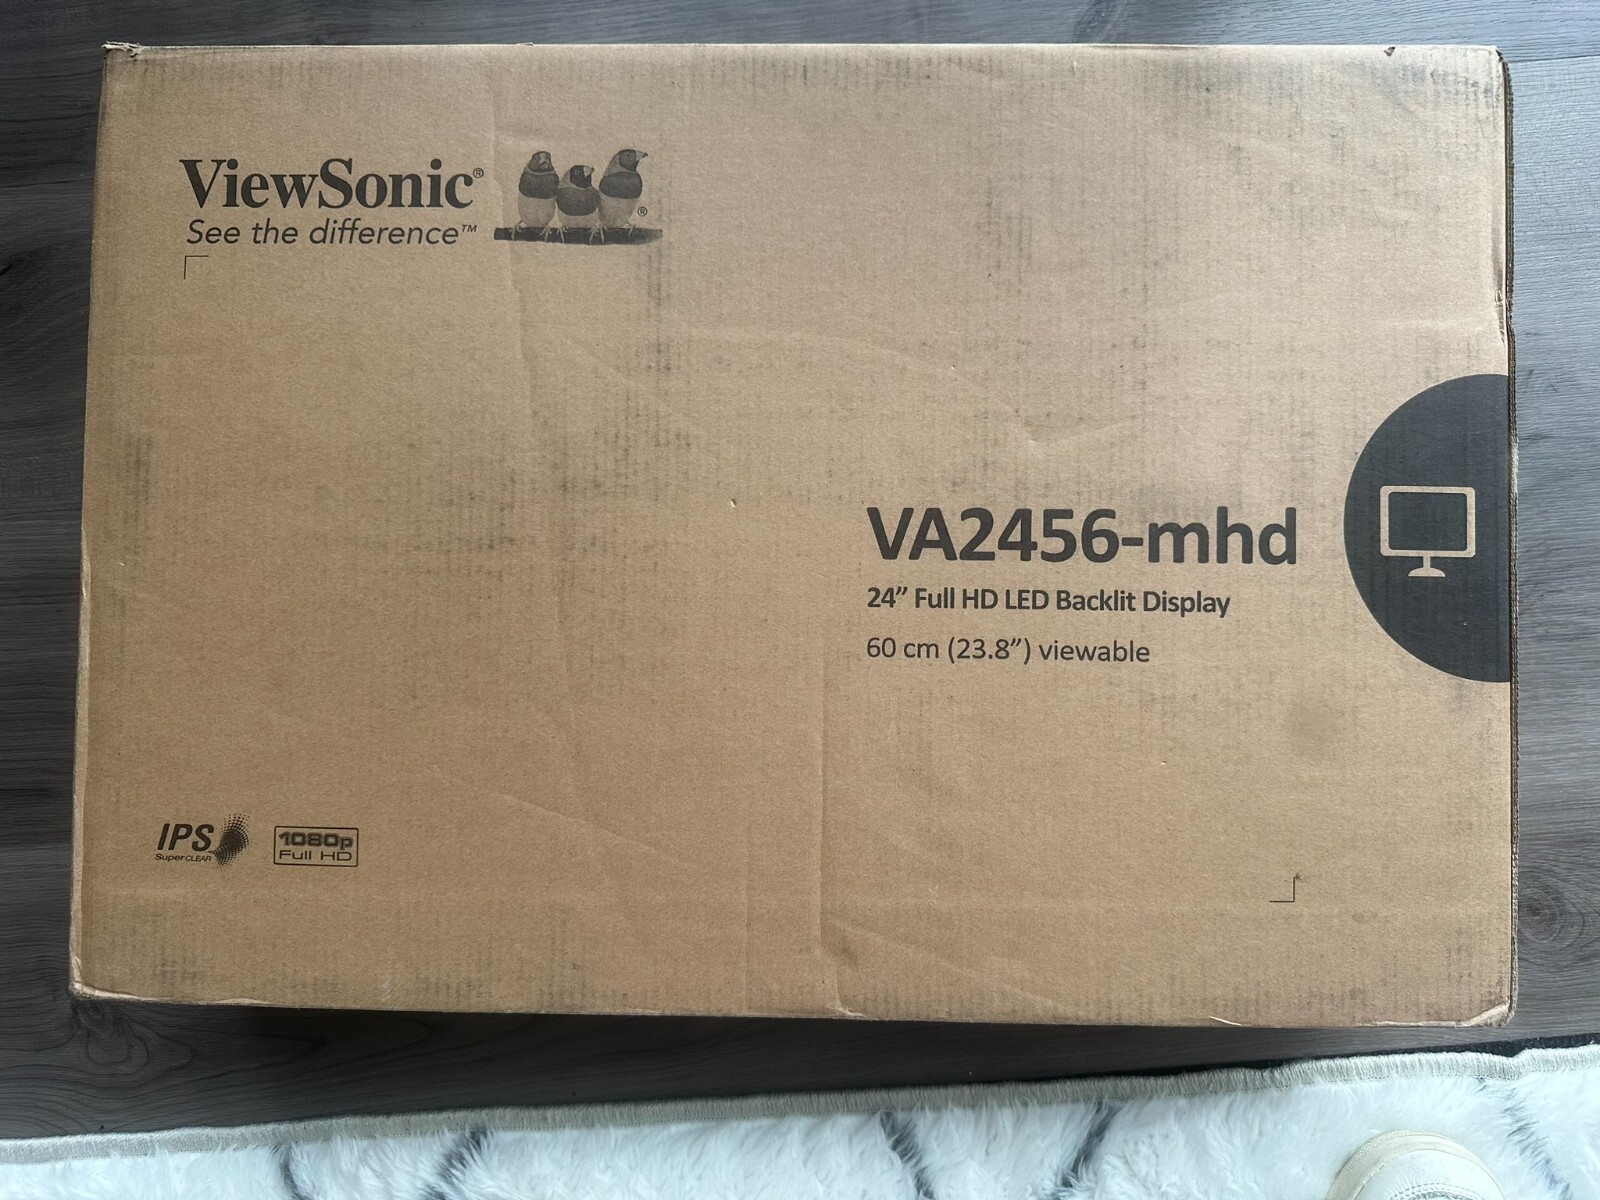 ViewSonic®
See the difference™
®
VA2456-mhd
24” Full HD LED Backlit Display
60 cm (23.8”) viewable
IPS
SuperCLEAR
1080p
Full HD